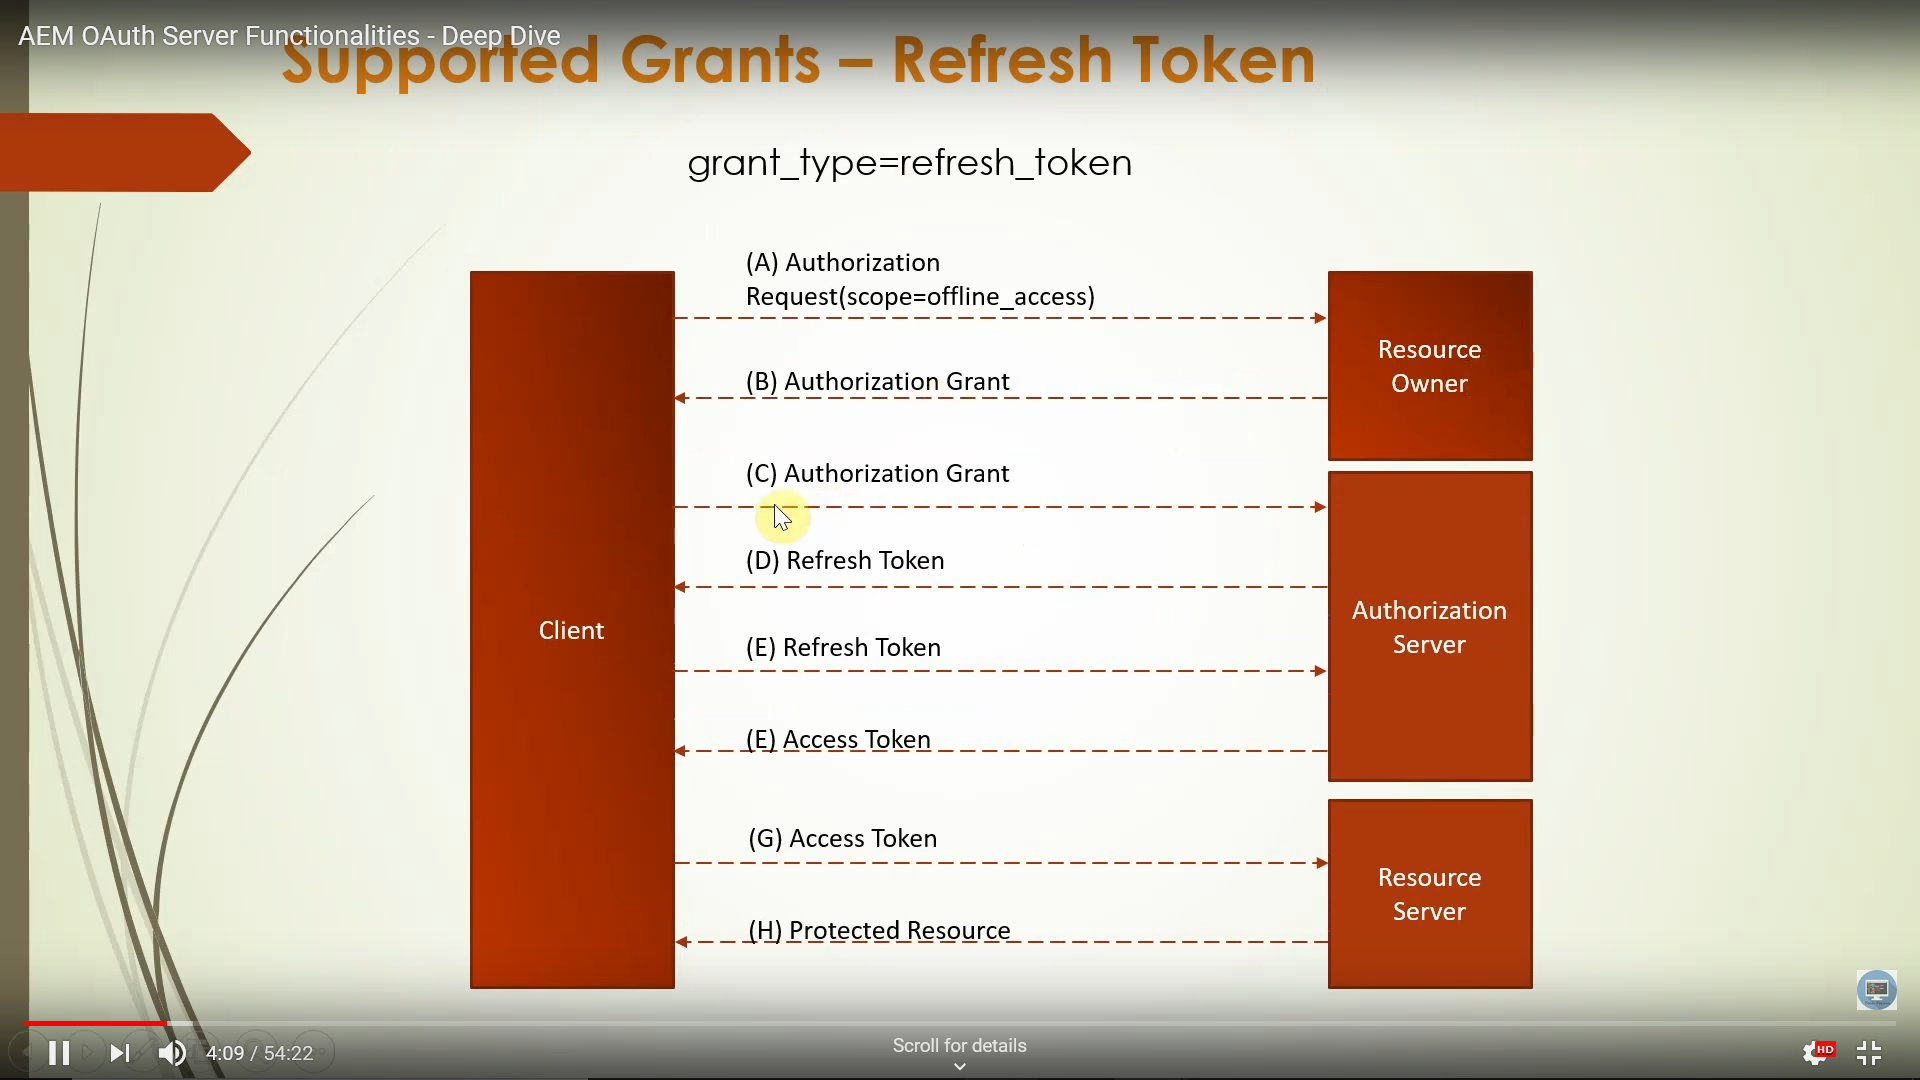 AEM OAuth Server Functionalities - Deep Dive
Supported Grants – Refresh Token
grant_type=refresh_token
(A) Authorization
Request(scope=offline_access)
(B) Authorization Grant
(C) Authorization Grant
(D) Refresh Token
(E) Refresh Token
(E) Access Token
(G) Access Token
(H) Protected Resource
Client
Resource
Owner
Authorization
Server
Resource
Server
4:09 / 54:22
Scroll for details
HD